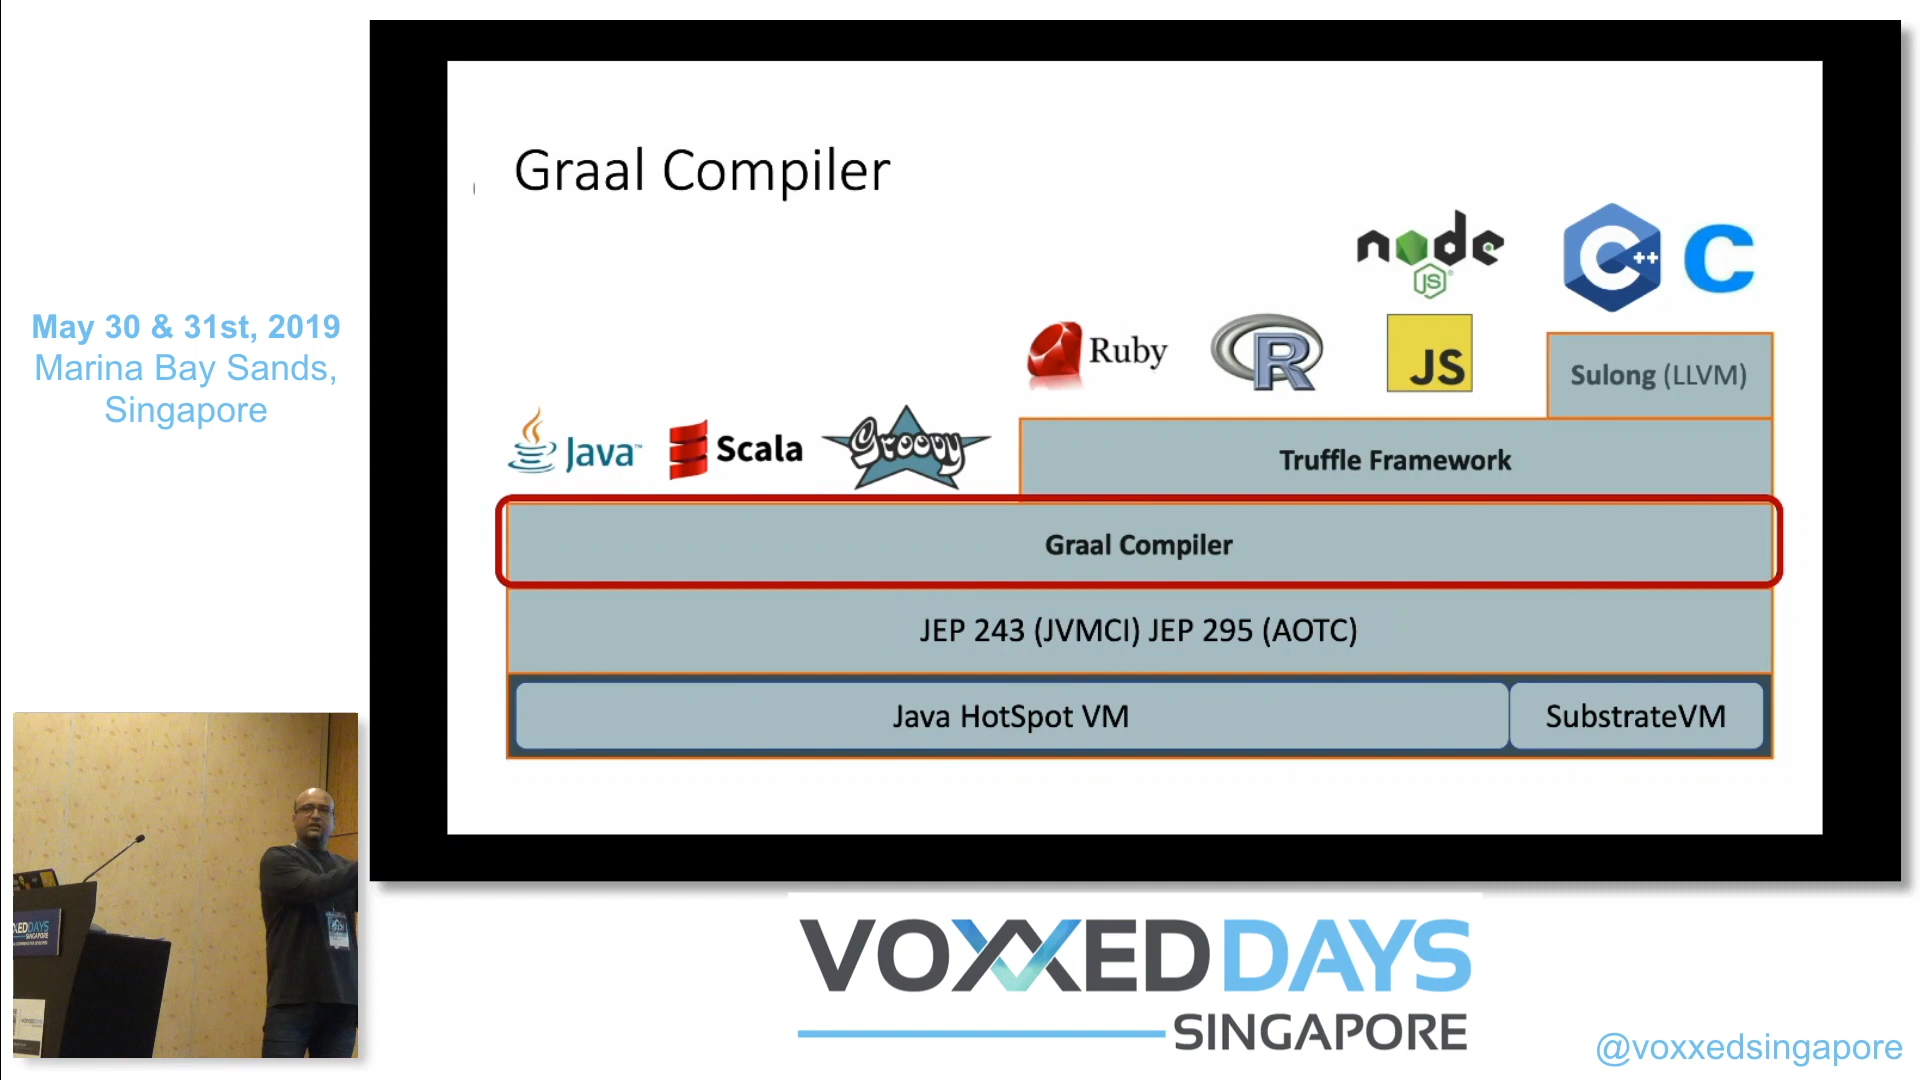 May 30 & 31st, 2019
Marina Bay Sands,
Singapore
Graal Compiler
node
JS
C++
C
Ruby
R
JS
Sulong (LLVM)
Java™
Scala
Groovy
Truffle Framework
Graal Compiler
JEP 243 (JVMCI) JEP 295 (AOTC)
Java HotSpot VM
SubstrateVM
VOXXED DAYS
SINGAPORE
@voxxedsingapore